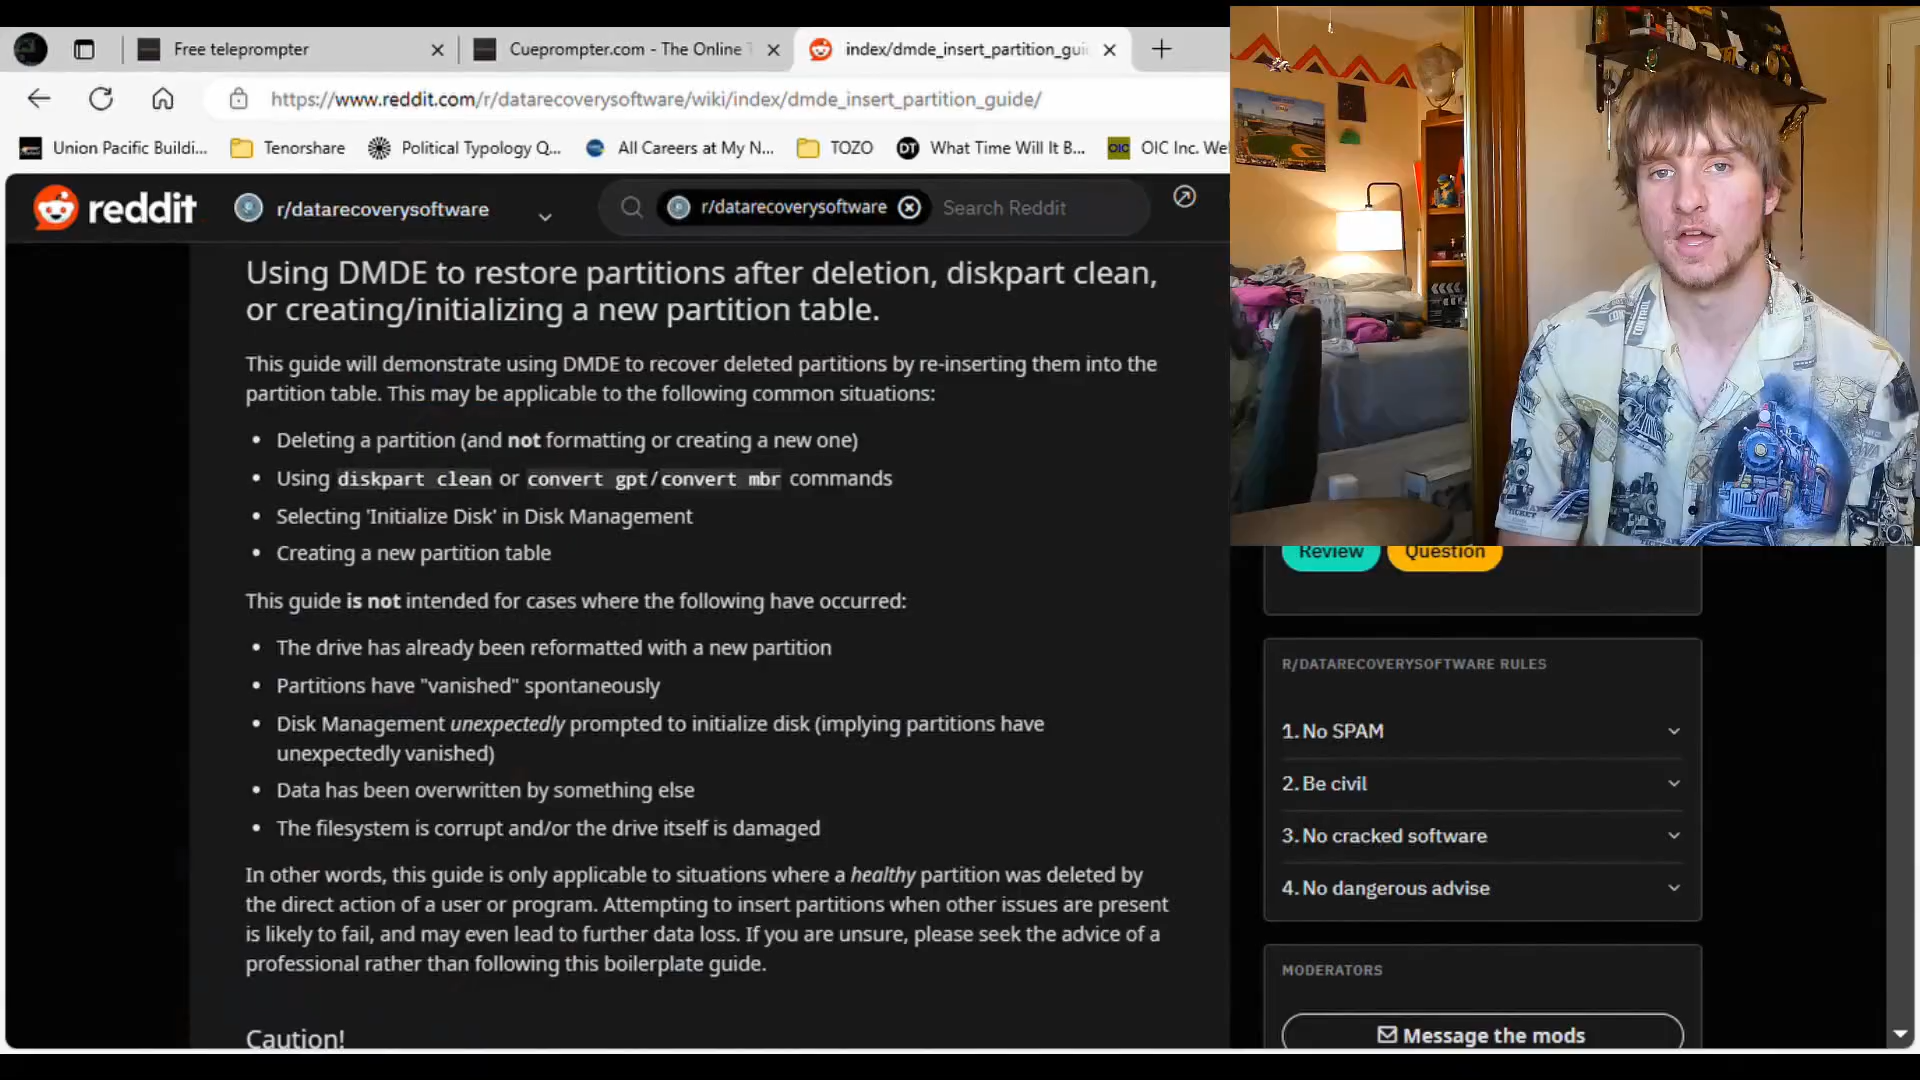 Free teleprompter
Cueprompter.com - The Online
index/dmde_insert_partition_gui
https://www.reddit.com/r/datarecoverysoftware/wiki/index/dmde_insert_partition_guide/
Union Pacific Buildi...
Tenorshare
Political Typology Q...
All Careers at My N...
TOZO
DT
What Time Will It B...
OIC
OIC Inc. We
reddit
r/datarecoverysoftware
r/datarecoverysoftware
Search Reddit
Using DMDE to restore partitions after deletion, diskpart clean,
or creating/initializing a new partition table.
This guide will demonstrate using DMDE to recover deleted partitions by re-inserting them into the
partition table. This may be applicable to the following common situations:
• Deleting a partition (and not formatting or creating a new one)
• Using diskpart clean or convert gpt/convert mbr commands
• Selecting 'Initialize Disk' in Disk Management
• Creating a new partition table
This guide is not intended for cases where the following have occurred:
• The drive has already been reformatted with a new partition
• Partitions have "vanished" spontaneously
• Disk Management unexpectedly prompted to initialize disk (implying partitions have
unexpectedly vanished)
• Data has been overwritten by something else
• The filesystem is corrupt and/or the drive itself is damaged
In other words, this guide is only applicable to situations where a healthy partition was deleted by
the direct action of a user or program. Attempting to insert partitions when other issues are present
is likely to fail, and may even lead to further data loss. If you are unsure, please seek the advice of a
professional rather than following this boilerplate guide.
Caution!
Review
Question
R/DATARECOVERYSOFTWARE RULES
1. No SPAM
2. Be civil
3. No cracked software
4. No dangerous advise
MODERATORS
Message the mods
CONTROL
TICKET